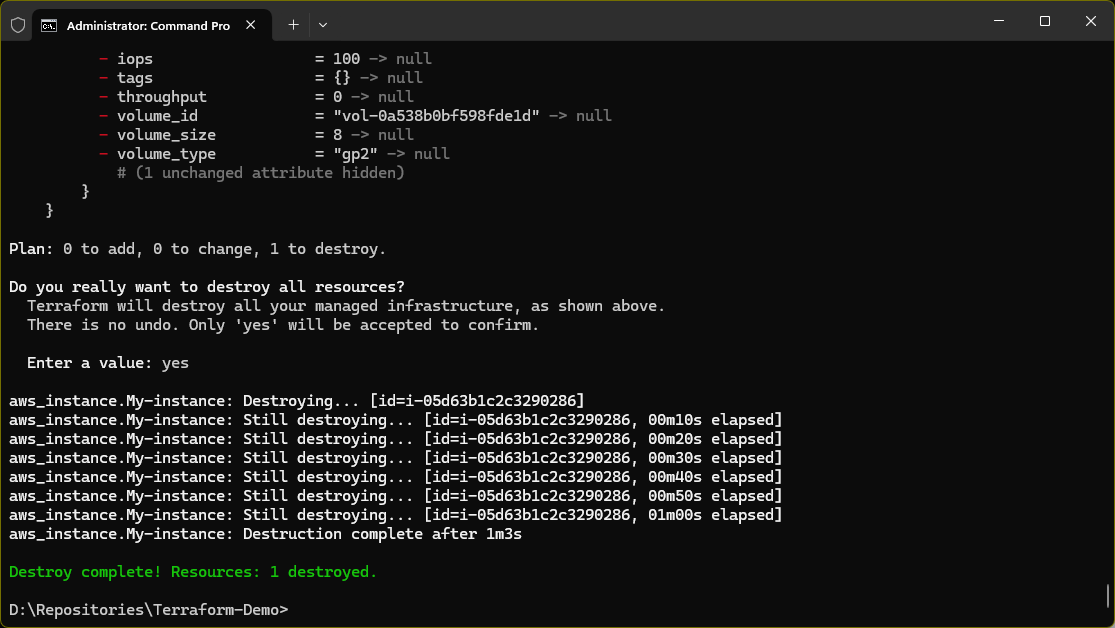 Administrator: Command Pro
- iops = 100 -> null
- tags = {} -> null
- throughput = 0 -> null
- volume_id = "vol-0a538b0bf598fde1d" -> null
- volume_size = 8 -> null
- volume_type = "gp2" -> null
# (1 unchanged attribute hidden)
}
}
Plan: 0 to add, 0 to change, 1 to destroy.
Do you really want to destroy all resources?
Terraform will destroy all your managed infrastructure, as shown above.
There is no undo. Only 'yes' will be accepted to confirm.
Enter a value: yes
aws_instance.My-instance: Destroying... [id=i-05d63b1c2c3290286]
aws_instance.My-instance: Still destroying... [id=i-05d63b1c2c3290286, 00m10s elapsed]
aws_instance.My-instance: Still destroying... [id=i-05d63b1c2c3290286, 00m20s elapsed]
aws_instance.My-instance: Still destroying... [id=i-05d63b1c2c3290286, 00m30s elapsed]
aws_instance.My-instance: Still destroying... [id=i-05d63b1c2c3290286, 00m40s elapsed]
aws_instance.My-instance: Still destroying... [id=i-05d63b1c2c3290286, 00m50s elapsed]
aws_instance.My-instance: Still destroying... [id=i-05d63b1c2c3290286, 01m00s elapsed]
aws_instance.My-instance: Destruction complete after 1m3s
Destroy complete! Resources: 1 destroyed.
D:\Repositories\Terraform-Demo>